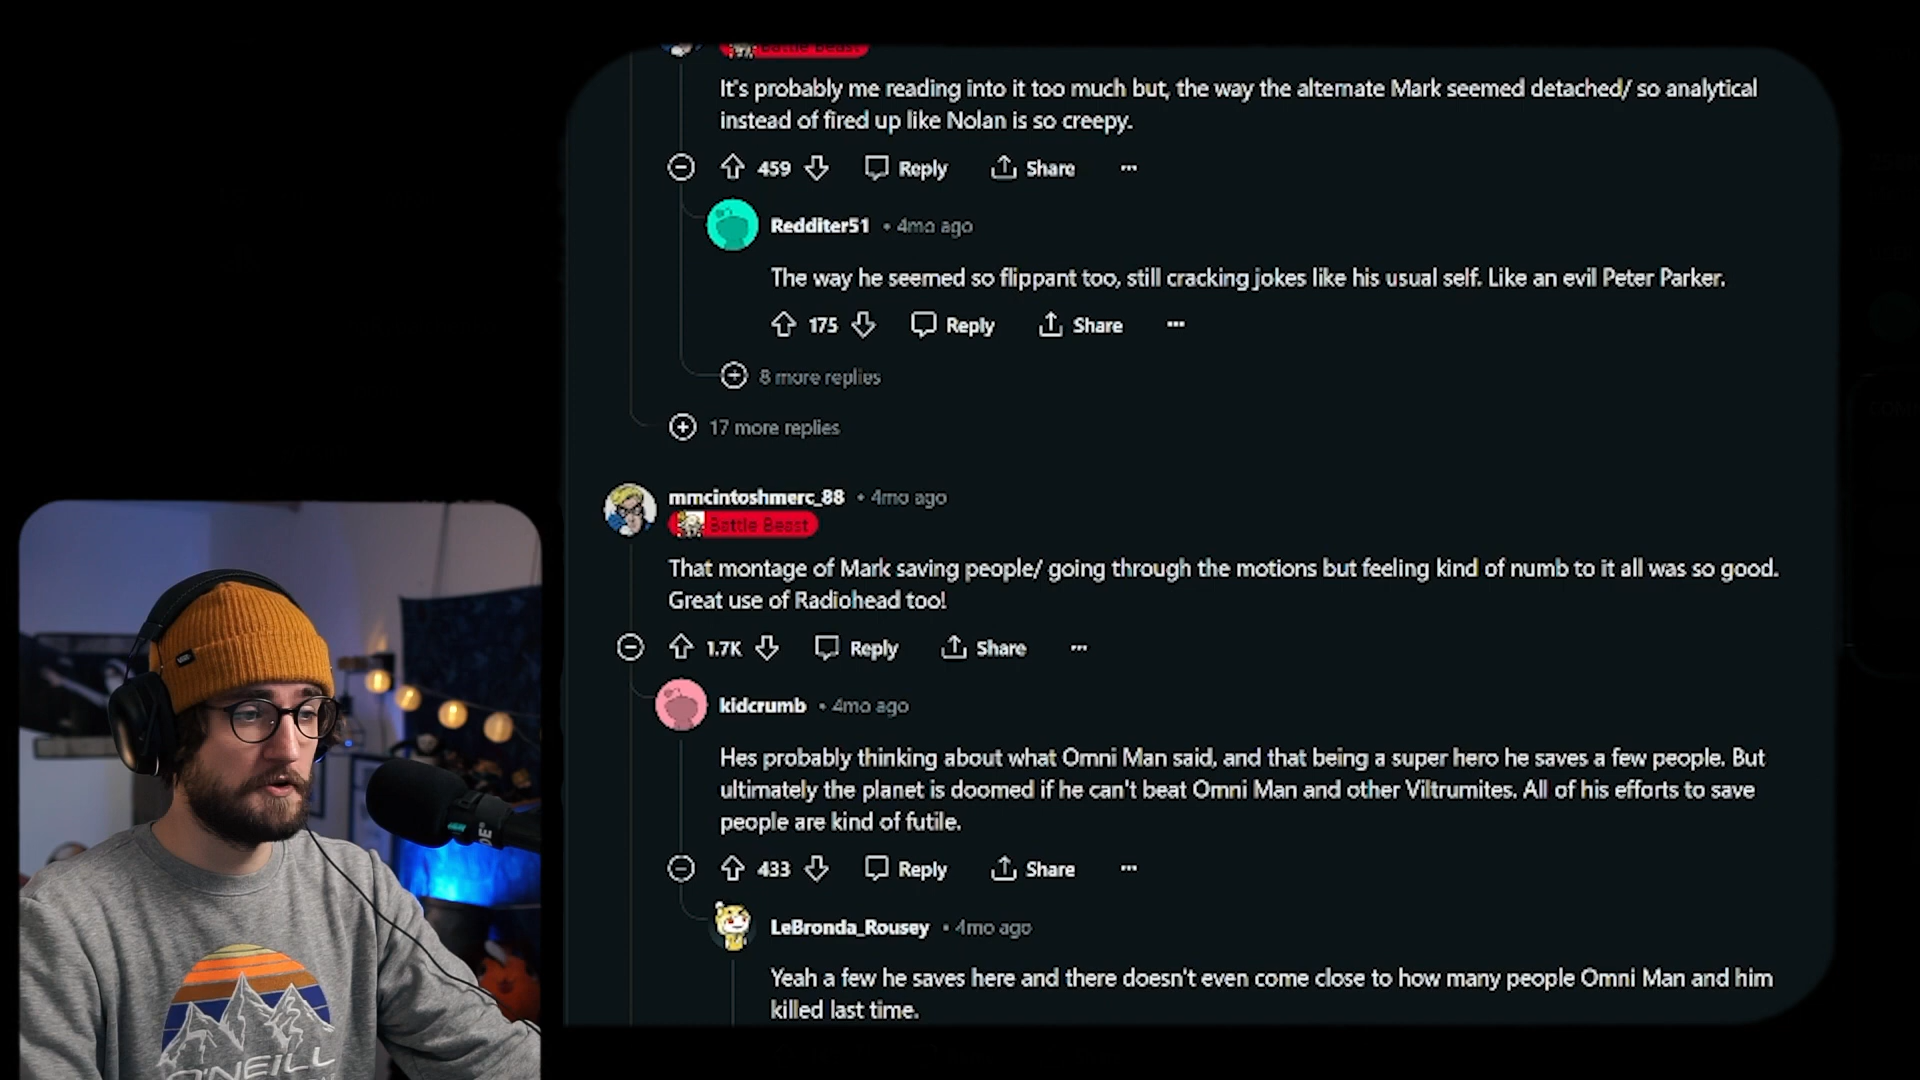 Battle Beast
It's probably me reading into it too much but, the way the alternate Mark seemed detached/ so analytical
instead of fired up like Nolan is so creepy.
459 Reply Share
Redditer51 • 4mo ago
The way he seemed so flippant too, still cracking jokes like his usual self. Like an evil Peter Parker.
175 Reply Share
8 more replies
17 more replies
mmcintoshmerc_88 • 4mo ago
Battle Beast
That montage of Mark saving people/ going through the motions but feeling kind of numb to it all was so good.
Great use of Radiohead too!
1.7K Reply Share
kidcrumb • 4mo ago
Hes probably thinking about what Omni Man said, and that being a super hero he saves a few people. But
ultimately the planet is doomed if he can't beat Omni Man and other Viltrumites. All of his efforts to save
people are kind of futile.
433 Reply Share
LeBronda_Rousey • 4mo ago
Yeah a few he saves here and there doesn't even come close to how many people Omni Man and him
killed last time.
O'NEILL